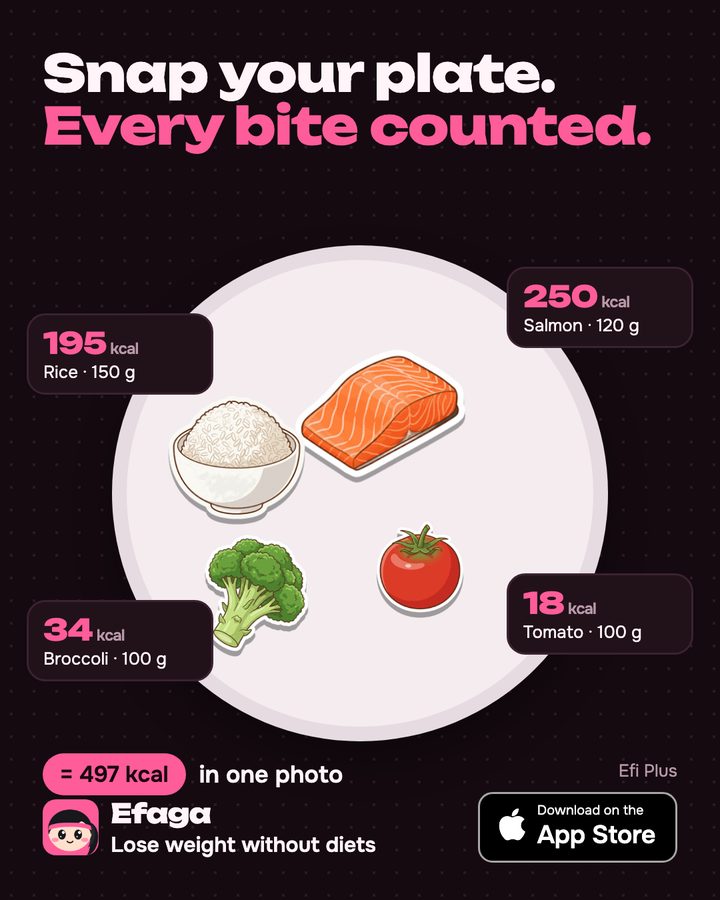 Snap your plate.
Every bite counted.
250 kcal
Salmon · 120 g
195 kcal
Rice · 150 g
18 kcal
Tomato · 100 g
34 kcal
Broccoli · 100 g
= 497 kcal in one photo
Efi Plus
Efaga
Lose weight without diets
Download on the
App Store